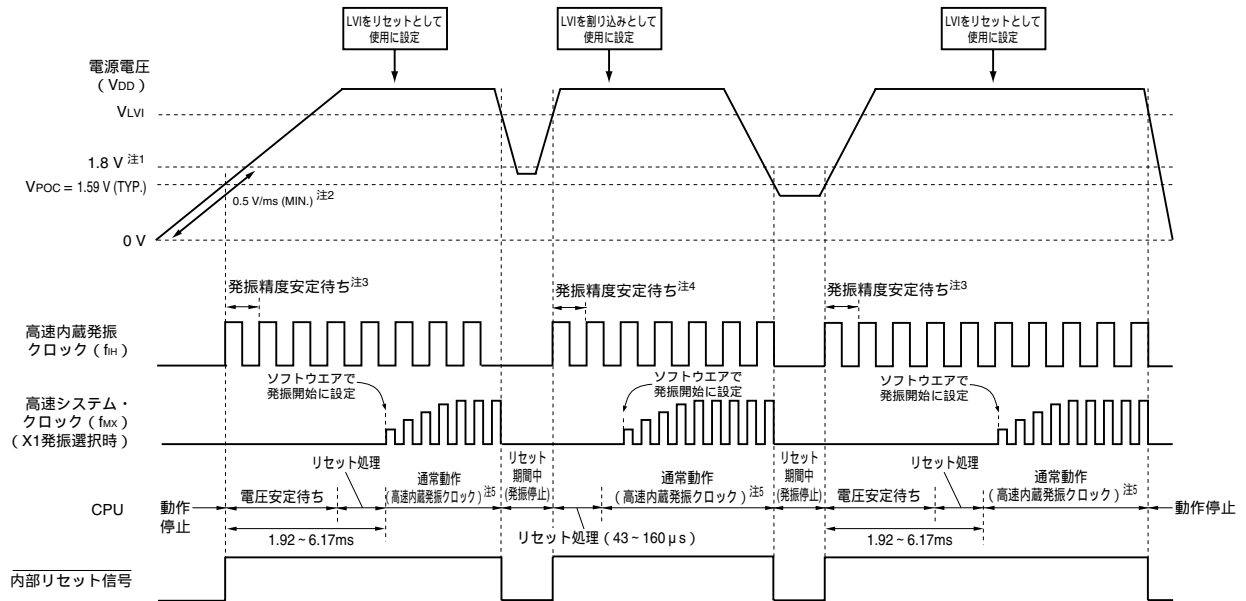 LVIをリセットとして
使用に設定
LVIを割り込みとして
使用に設定
LVIをリセットとして
使用に設定
電源電圧
（VDD）
VLVI
1.8 V 注1
VPOC = 1.59 V (TYP.)
0.5 V/ms (MIN.) 注2
0 V
発振精度安定待ち注3
発振精度安定待ち注4
発振精度安定待ち注3
高速内蔵発振
クロック（fIH）
ソフトウエアで
発振開始に設定
ソフトウエアで
発振開始に設定
ソフトウエアで
発振開始に設定
高速システム・
クロック（fMX）
（X1発振選択時）
CPU
動作
停止
電圧安定待ち
リセット処理
通常動作
(高速内蔵発振クロック) 注5
リセット
期間中
(発振停止)
通常動作
(高速内蔵発振クロック) 注5
リセット
期間中
(発振停止)
電圧安定待ち
リセット処理
通常動作
(高速内蔵発振クロック) 注5
動作停止
1.92～6.17ms
リセット処理（43～160μs）
1.92～6.17ms
内部リセット信号